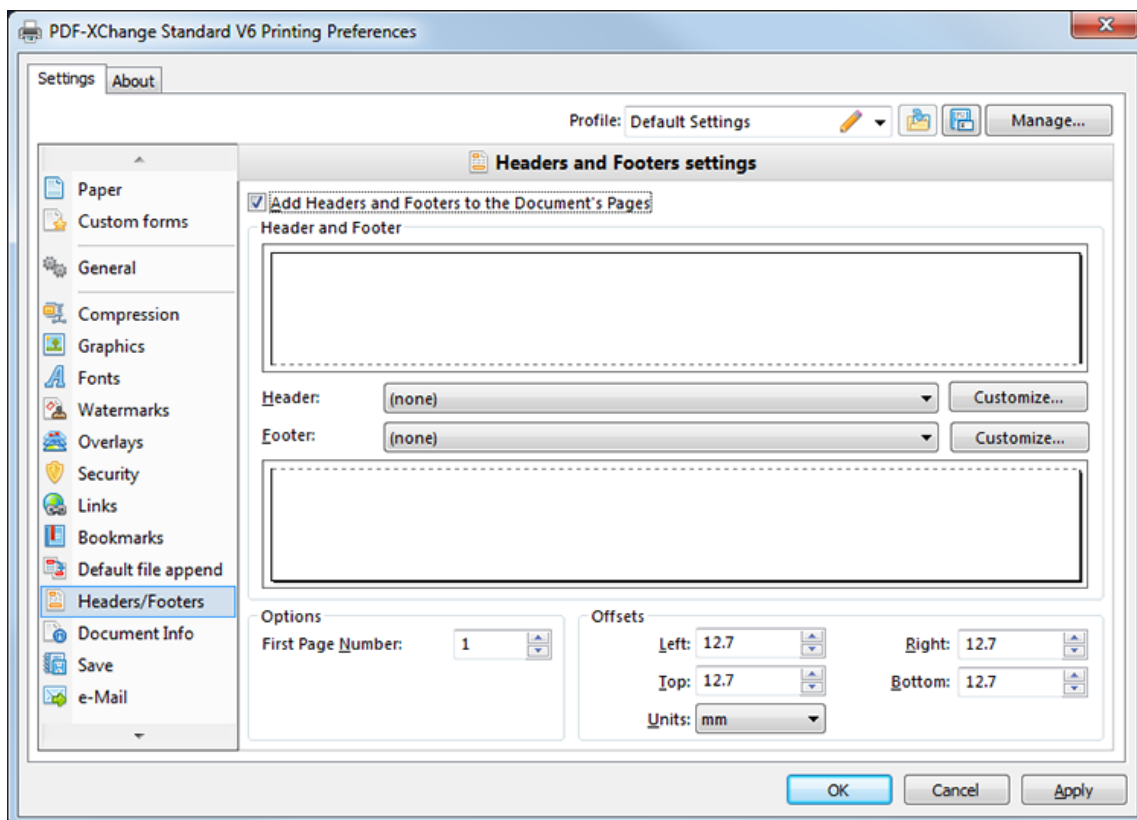 PDF-XChange Standard V6 Printing Preferences
Settings About
Profile: Default Settings Manage...
Headers and Footers settings
Paper
Custom forms
General
Compression
Graphics
Fonts
Watermarks
Overlays
Security
Links
Bookmarks
Default file append
Headers/Footers
Document Info
Save
e-Mail
Add Headers and Footers to the Document's Pages
Header and Footer
Header: (none) Customize...
Footer: (none) Customize...
Options
First Page Number: 1
Offsets
Left: 12.7 Right: 12.7
Top: 12.7 Bottom: 12.7
Units: mm
OK Cancel Apply